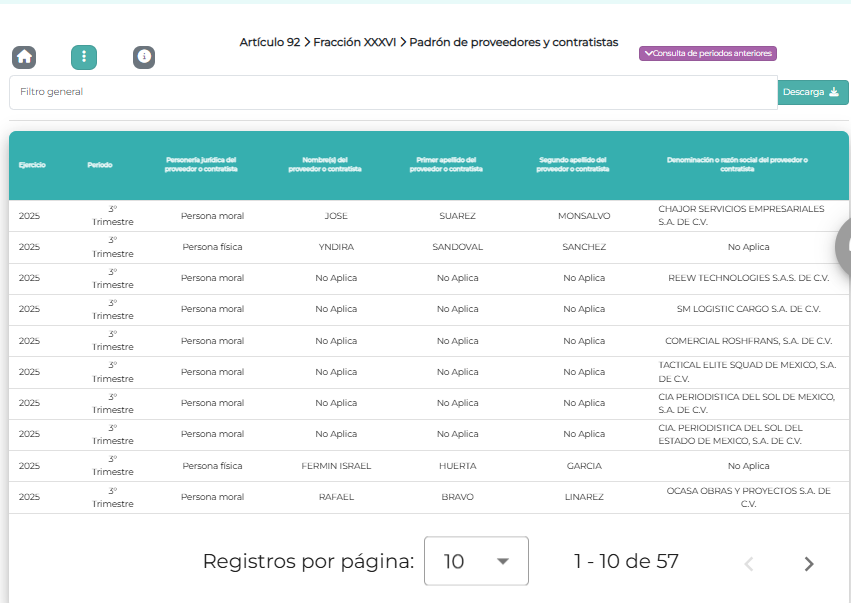 Artículo 92 > Fracción XXXVI > Padrón de proveedores y contratistas
Consulta de periodos anteriores
Filtro general
Descarga
Ejercicio Periodo Personería jurídica del proveedor o contratista Nombre(s) del proveedor o contratista Primer apellido del proveedor o contratista Segundo apellido del proveedor o contratista Denominación o razón social del proveedor o contratista
2025 3° Trimestre Persona moral JOSE SUAREZ MONSALVO CHAJOR SERVICIOS EMPRESARIALES S.A. DE C.V.
2025 3° Trimestre Persona física YNDIRA SANDOVAL SANCHEZ No Aplica
2025 3° Trimestre Persona moral No Aplica No Aplica No Aplica REEW TECHNOLOGIES S.A.S. DE C.V.
2025 3° Trimestre Persona moral No Aplica No Aplica No Aplica SM LOGISTIC CARGO S.A. DE C.V.
2025 3° Trimestre Persona moral No Aplica No Aplica No Aplica COMERCIAL ROSHFRANS, S.A. DE C.V.
2025 3° Trimestre Persona moral No Aplica No Aplica No Aplica TACTICAL ELITE SQUAD DE MEXICO, S.A. DE C.V.
2025 3° Trimestre Persona moral No Aplica No Aplica No Aplica CIA PERIODISTICA DEL SOL DE MEXICO, S.A. DE C.V.
2025 3° Trimestre Persona moral No Aplica No Aplica No Aplica CIA. PERIODISTICA DEL SOL DEL ESTADO DE MEXICO, S.A. DE C.V.
2025 3° Trimestre Persona física FERMIN ISRAEL HUERTA GARCIA No Aplica
2025 3° Trimestre Persona moral RAFAEL BRAVO LINAREZ OCASA OBRAS Y PROYECTOS S.A. DE C.V.
Registros por página: 10 1 - 10 de 57